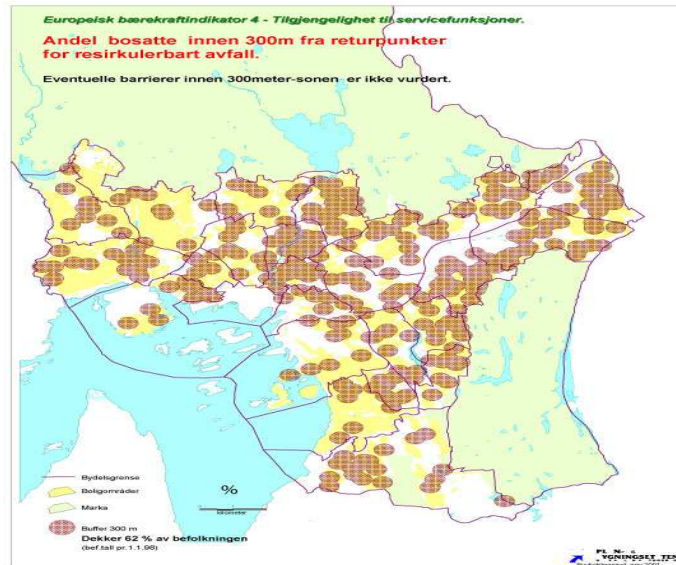 Europeisk bærekraftindikator 4 - Tilgjengelighet til servicefunksjoner.
Andel bosatte innen 300m fra returpunkter
for resirkulerbart avfall.
Eventuelle barrierer innen 300meter-sonen er ikke vurdert.
Bydelsgrense
Boligområder
Marka
Buffer 300 m
Dekker 62 % av befolkningen
(bef.tall pr.1.1.98)
%
kilometer